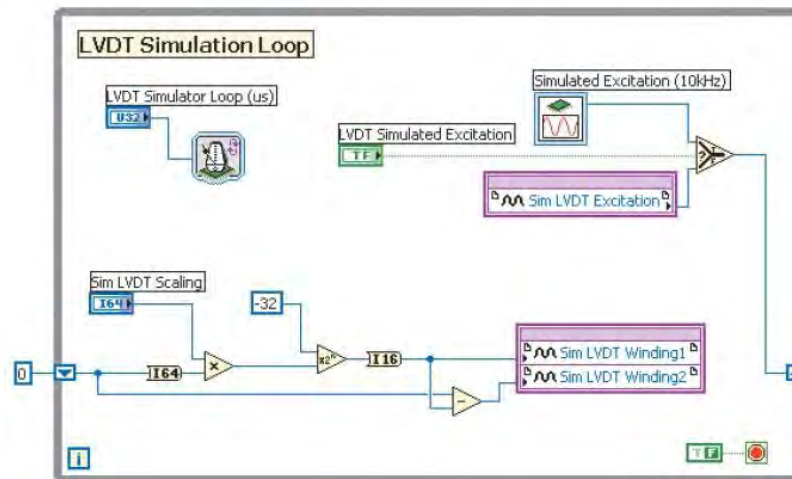 LVDT Simulation Loop
Simulated Excitation (10kHz)
LVDT Simulator Loop (us)
U32
LVDT Simulated Excitation
TF
?
Sim LVDT Excitation
Sim LVDT Scaling
I64
-32
×2ⁿ
I16
Sim LVDT Winding1
0
I64
×
Sim LVDT Winding2
-
i
T F